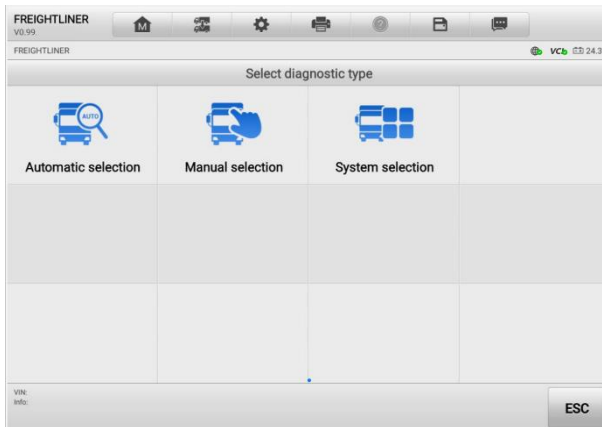 FREIGHTLINER
V0.99
M
FREIGHTLINER
VCI 24.3
Select diagnostic type
AUTO
Automatic selection
Manual selection
System selection
VIN:
Info:
ESC